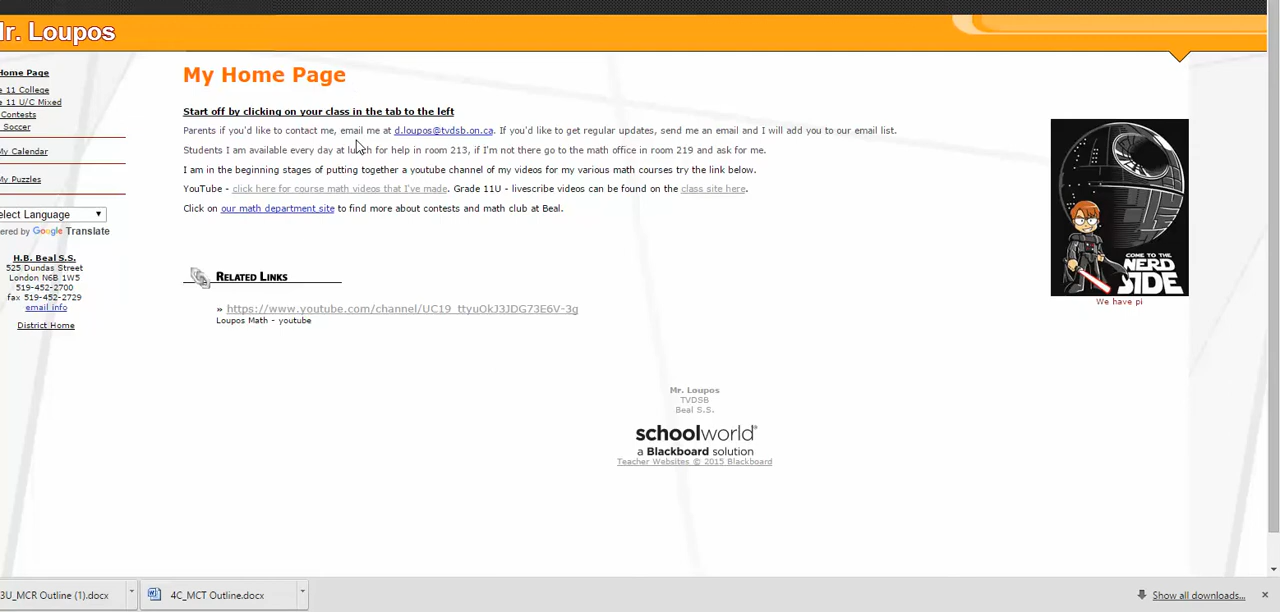 r. Loupos
Home Page
e 11 College
e 11 U/C Mixed
Contests
Soccer
My Calendar
My Puzzles
elect Language ▼
ered by Google Translate
H.B. Beal S.S.
525 Dundas Street
London N6B 1W5
519-452-2700
fax 519-452-2729
email info
District Home
My Home Page
Start off by clicking on your class in the tab to the left
Parents if you'd like to contact me, email me at d.loupos@tvdsb.on.ca. If you'd like to get regular updates, send me an email and I will add you to our email list.
Students I am available every day at lunch for help in room 213, if I'm not there go to the math office in room 219 and ask for me.
I am in the beginning stages of putting together a youtube channel of my videos for my various math courses try the link below.
YouTube - click here for course math videos that I've made. Grade 11U - livescribe videos can be found on the class site here.
Click on our math department site to find more about contests and math club at Beal.
Related Links
» https://www.youtube.com/channel/UC19_ttyuOkJ3JDG73E6V-3g
Loupos Math - youtube
COME TO THE
NERD
SIDE
We have pi
Mr. Loupos
TVDSB
Beal S.S.
schoolworld
a Blackboard solution
Teacher Websites © 2015 Blackboard
3U_MCR Outline (1).docx
4C_MCT Outline.docx
Show all downloads...